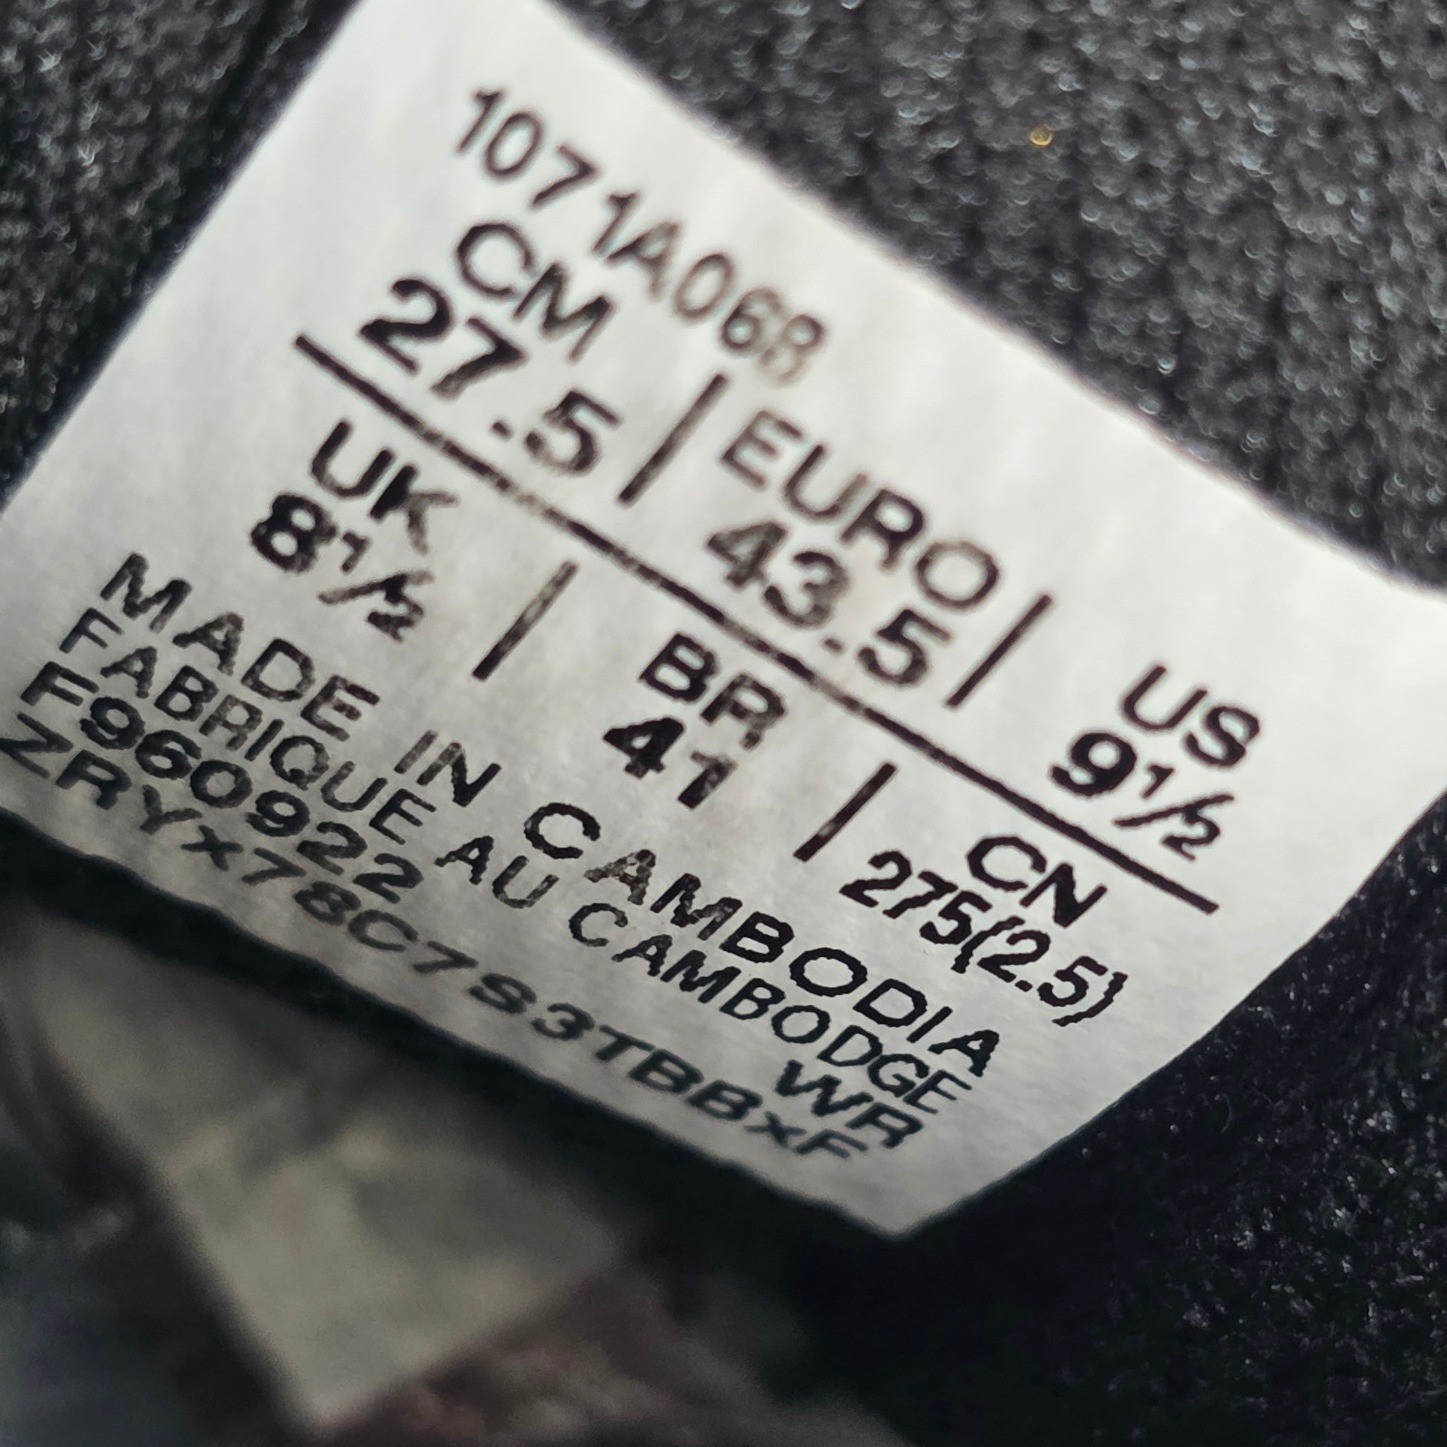 1071A068
CM EURO US
27.5 43.5 9½
UK BR CN
8½ 41 275(2.5)
MADE IN CAMBODIA
FABRIQUE AU CAMBODGE
F960922 WR
ZRYX78C7S3TBBXF